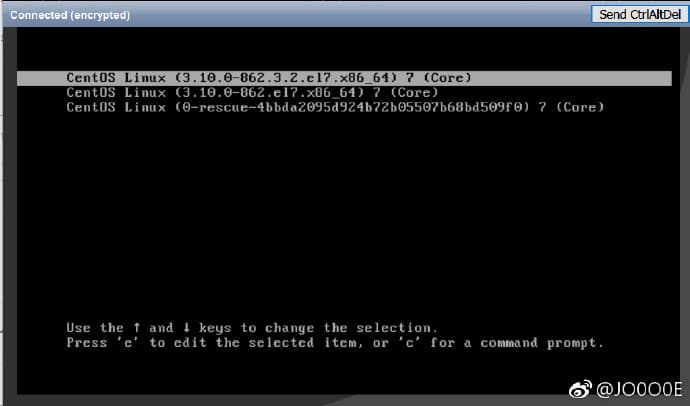 Connected (encrypted)
Send CtrlAltDel
CentOS Linux (3.10.0-862.3.2.el7.x86_64) 7 (Core)
CentOS Linux (3.10.0-862.el7.x86_64) 7 (Core)
CentOS Linux (0-rescue-4bbda2095d924b72b05507b68bd509f0) 7 (Core)
Use the ↑ and ↓ keys to change the selection.
Press 'e' to edit the selected item, or 'c' for a command prompt.
@JO0O0E